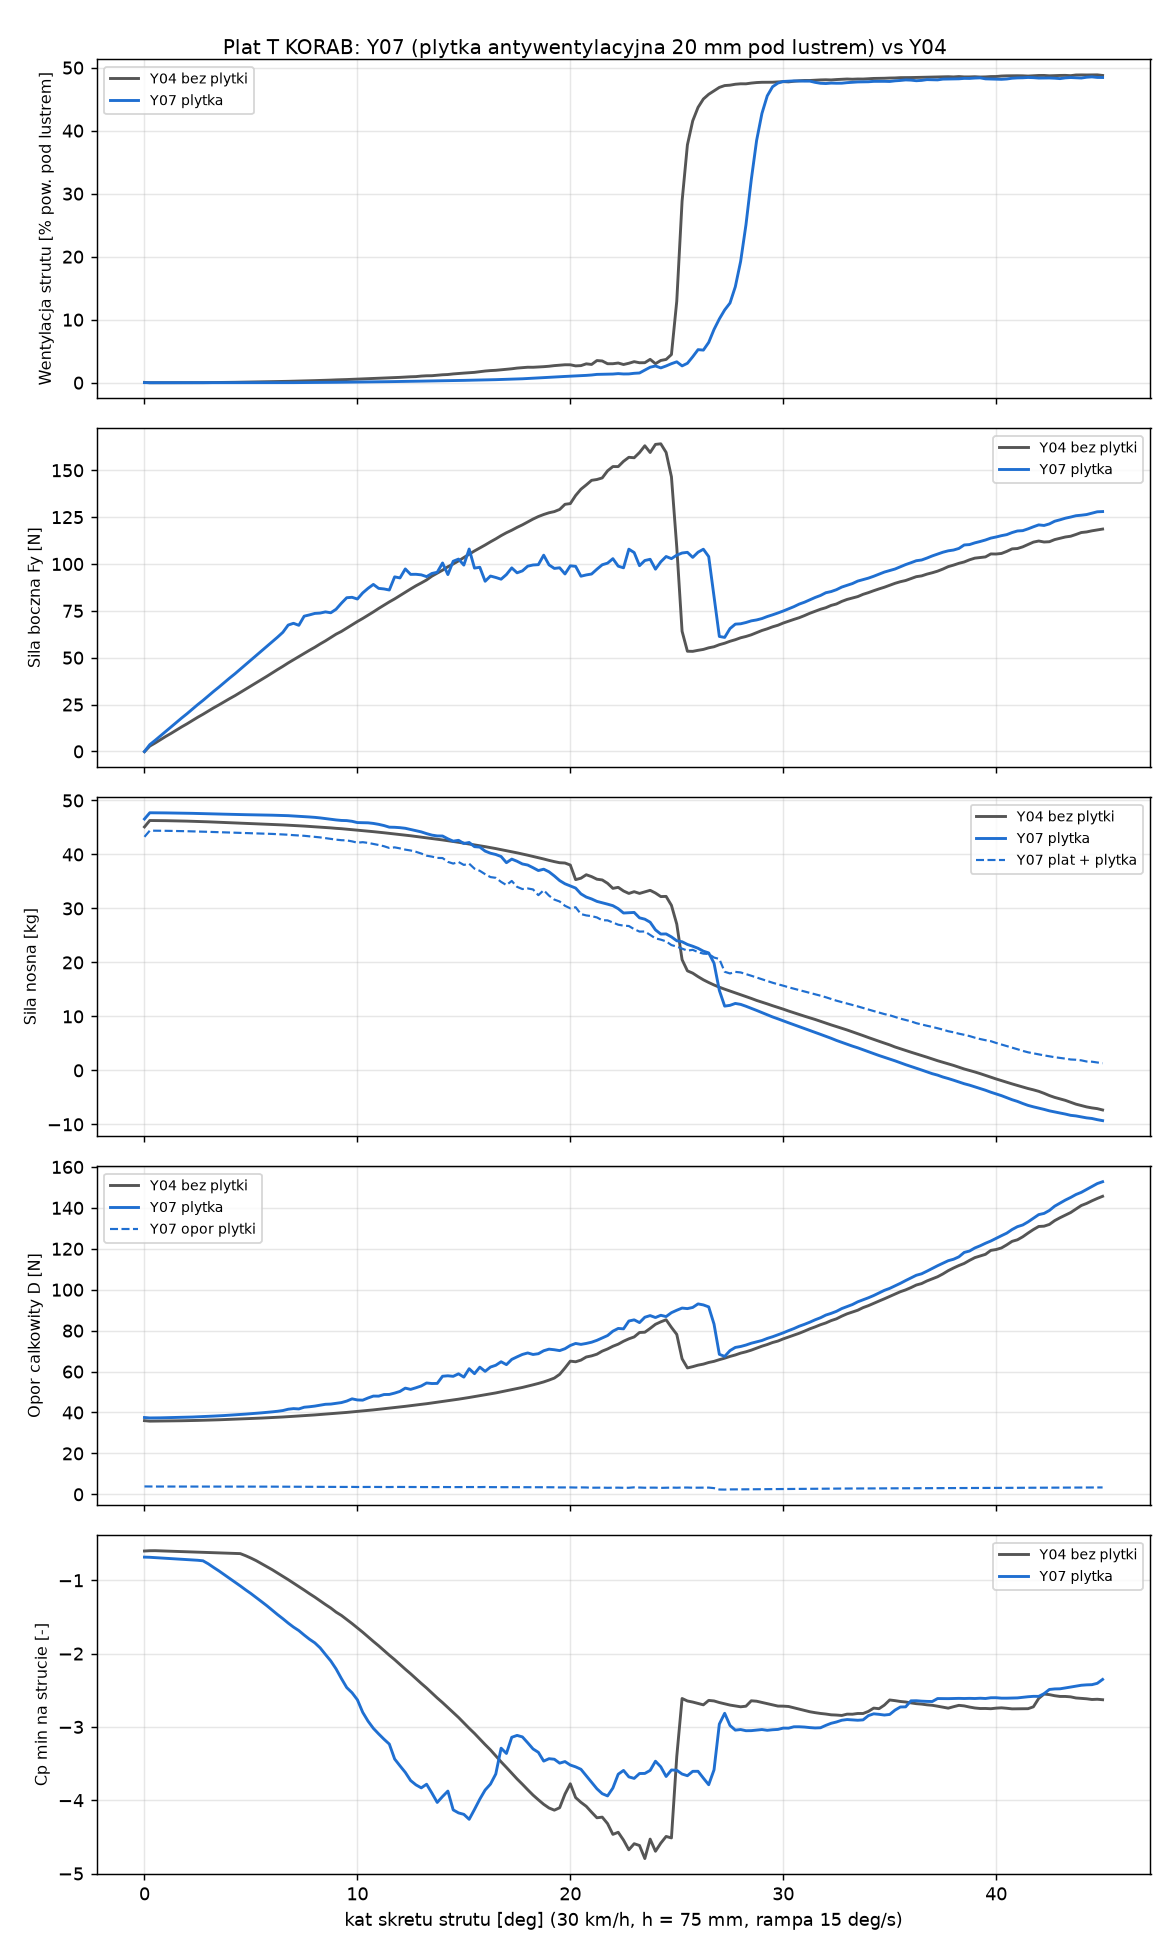 Plat T KORAB: Y07 (plytka antywentylacyjna 20 mm pod lustrem) vs Y04
Wentylacja strutu [% pow. pod lustrem]
50
40
30
20
10
0
Y04 bez plytki
Y07 plytka
Sila boczna Fy [N]
150
125
100
75
50
25
0
Y04 bez plytki
Y07 plytka
Sila nosna [kg]
50
40
30
20
10
0
−10
Y04 bez plytki
Y07 plytka
Y07 plat + plytka
Opor calkowity D [N]
160
140
120
100
80
60
40
20
0
Y04 bez plytki
Y07 plytka
Y07 opor plytki
Cp min na strucie [-]
−1
−2
−3
−4
−5
Y04 bez plytki
Y07 plytka
0 10 20 30 40
kat skretu strutu [deg] (30 km/h, h = 75 mm, rampa 15 deg/s)